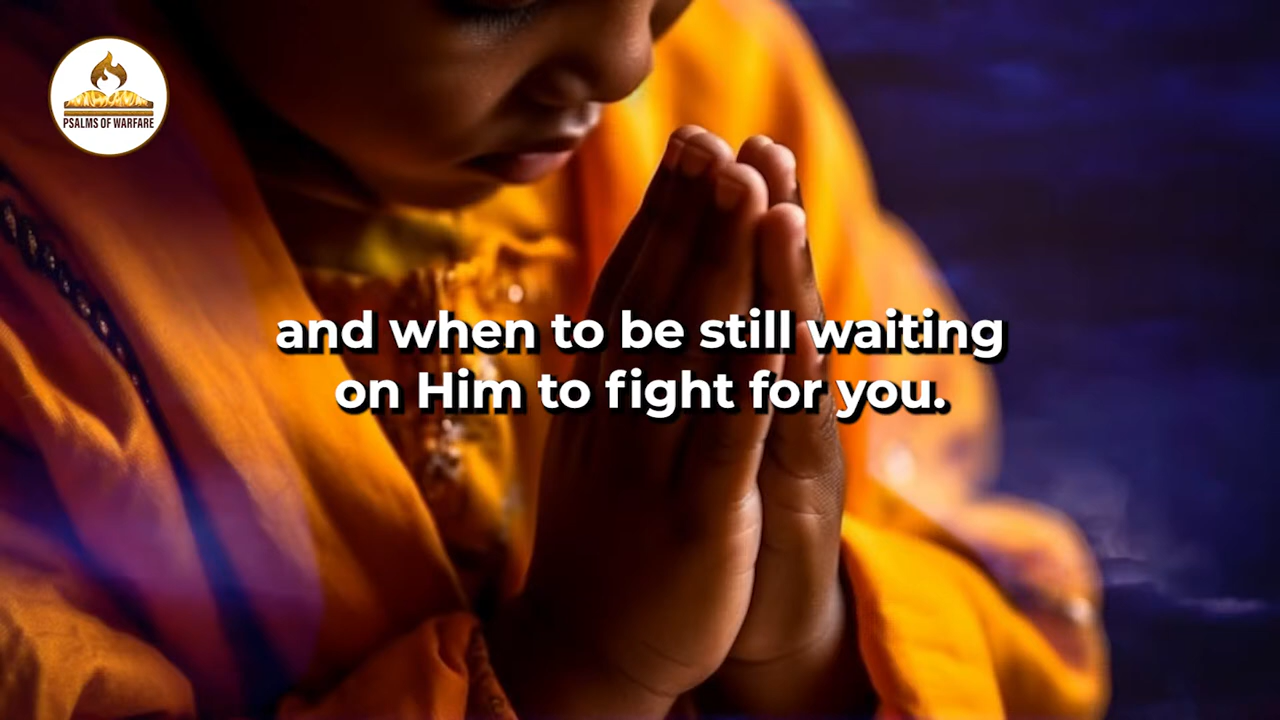 PSALMS OF WARFARE
and when to be still waiting
on Him to fight for you.